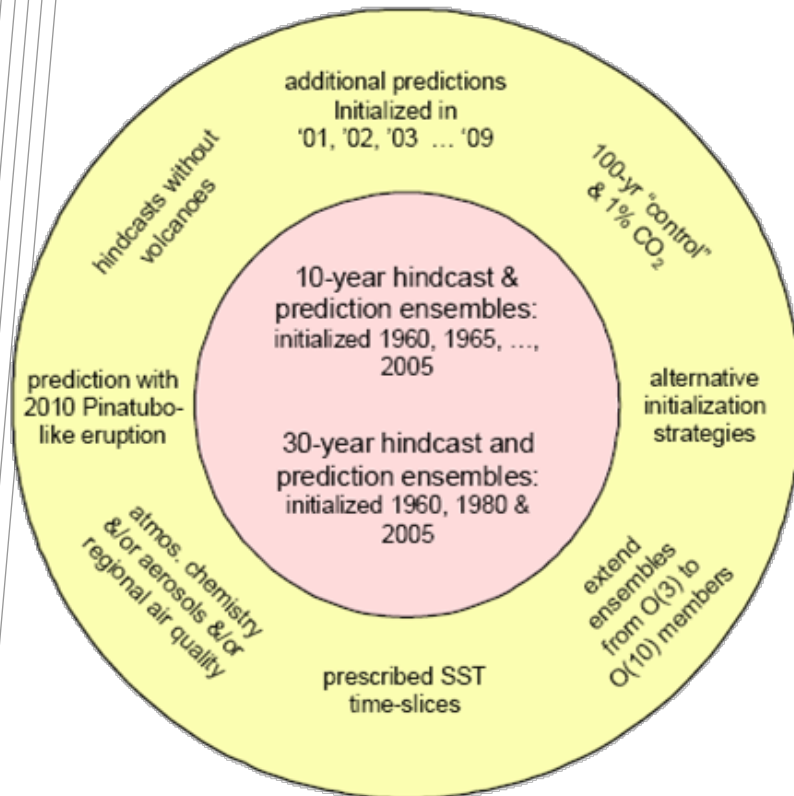 additional predictions
Initialized in
'01, '02, '03 … '09
hindcasts without
volcanoes
100-yr "control"
& 1% CO₂
10-year hindcast &
prediction ensembles:
initialized 1960, 1965, …,
2005
prediction with
2010 Pinatubo-
like eruption
alternative
initialization
strategies
30-year hindcast and
prediction ensembles:
initialized 1960, 1980 &
2005
atmos. chemistry
&/or aerosols &/or
regional air quality
extend
ensembles
from O(3) to
O(10) members
prescribed SST
time-slices